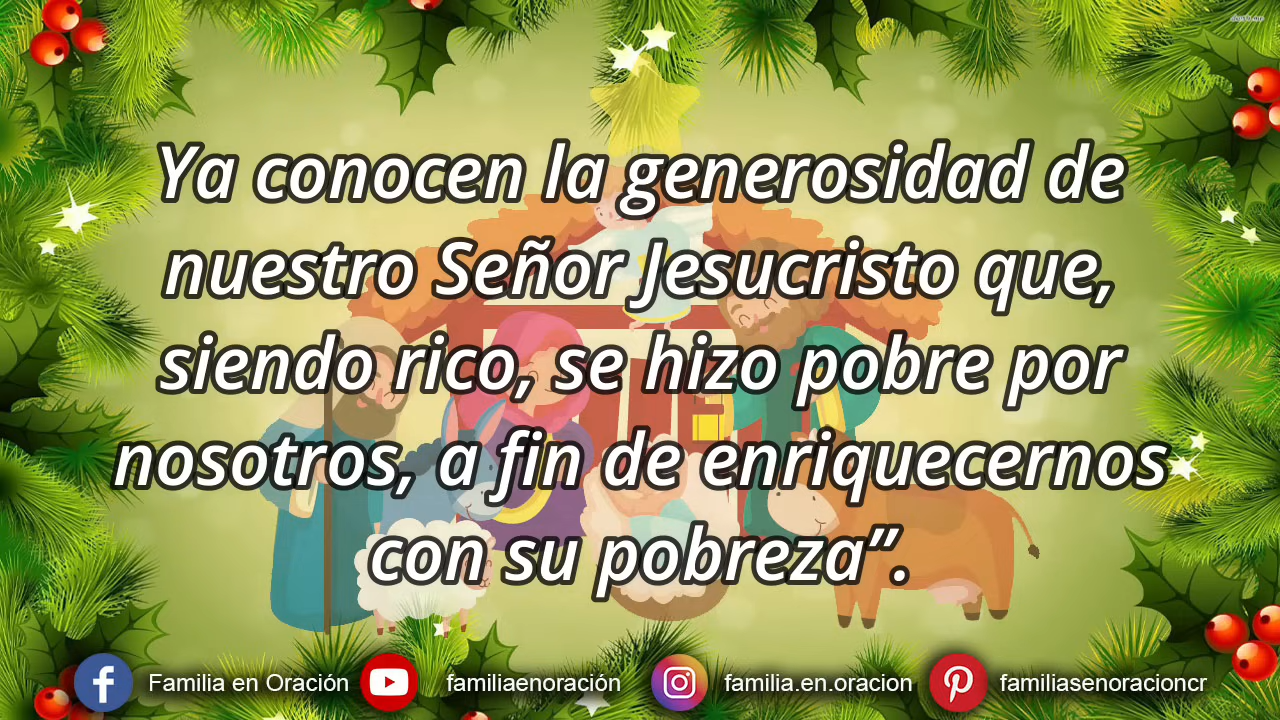 Ya conocen la generosidad de
nuestro Señor Jesucristo que,
siendo rico, se hizo pobre por
nosotros, a fin de enriquecernos
con su pobreza”.
Familia en Oración familiaenoración familia.en.oracion familiasenoracioncr